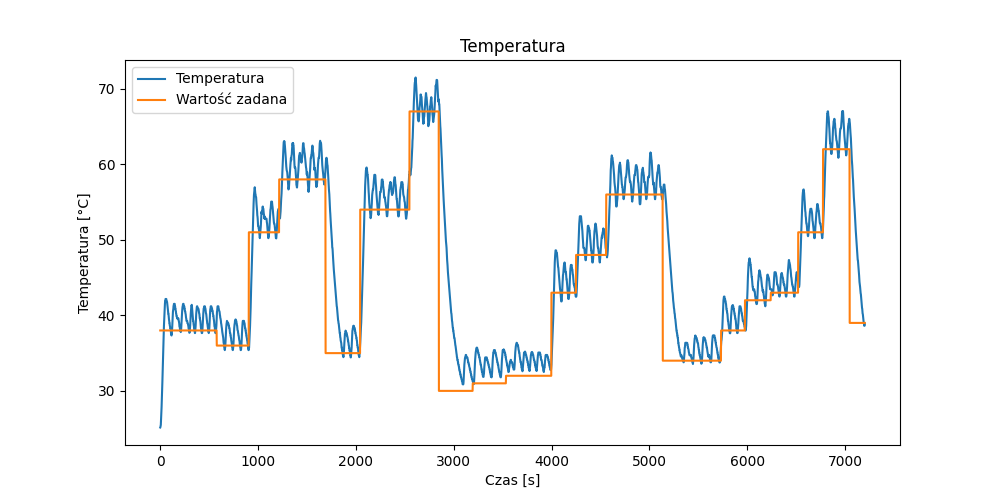 Temperatura
Temperatura
Wartość zadana
Temperatura [°C]
70
60
50
40
30
0 1000 2000 3000 4000 5000 6000 7000
Czas [s]